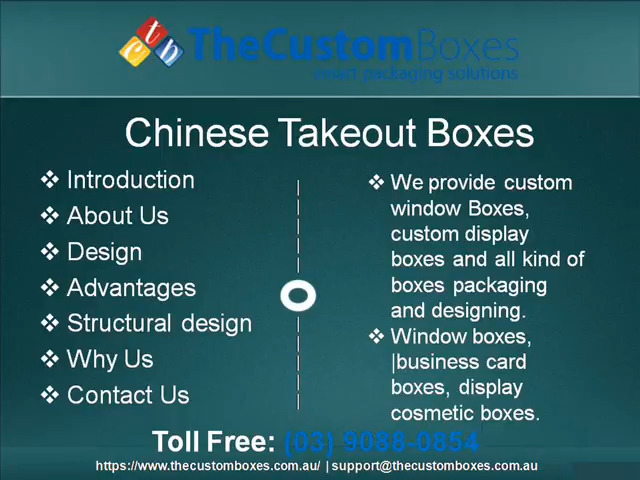 tcb
TheCustomBoxes
smart packaging solutions
Chinese Takeout Boxes
❖ Introduction
❖ About Us
❖ Design
❖ Advantages
❖ Structural design
❖ Why Us
❖ Contact Us
❖ We provide custom
window Boxes,
custom display
boxes and all kind of
boxes packaging
and designing.
❖ Window boxes,
|business card
boxes, display
cosmetic boxes.
Toll Free: (03) 9088-0854
https://www.thecustomboxes.com.au/ | support@thecustomboxes.com.au